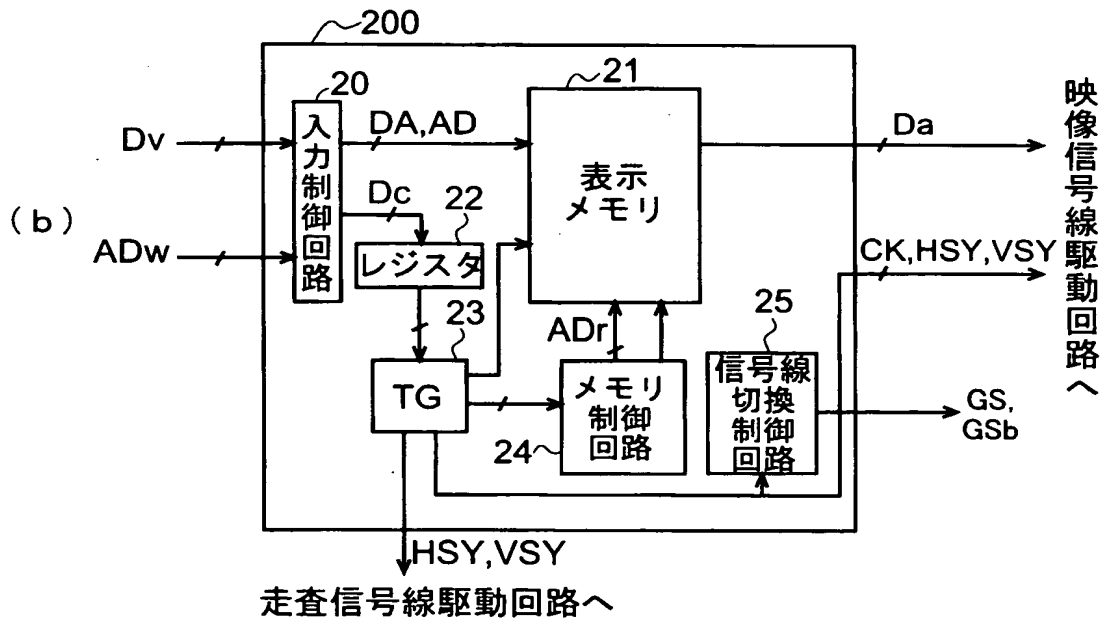 200
20
21
Dv
入力制御回路
DA,AD
表示
メモリ
Da
映像信号線駆動回路へ
(b)
Dc
22
ADw
レジスタ
CK,HSY,VSY
23
ADr
25
TG
メモリ
制御
回路
24
信号線
切換
制御
回路
GS,
GSb
HSY,VSY
走査信号線駆動回路へ